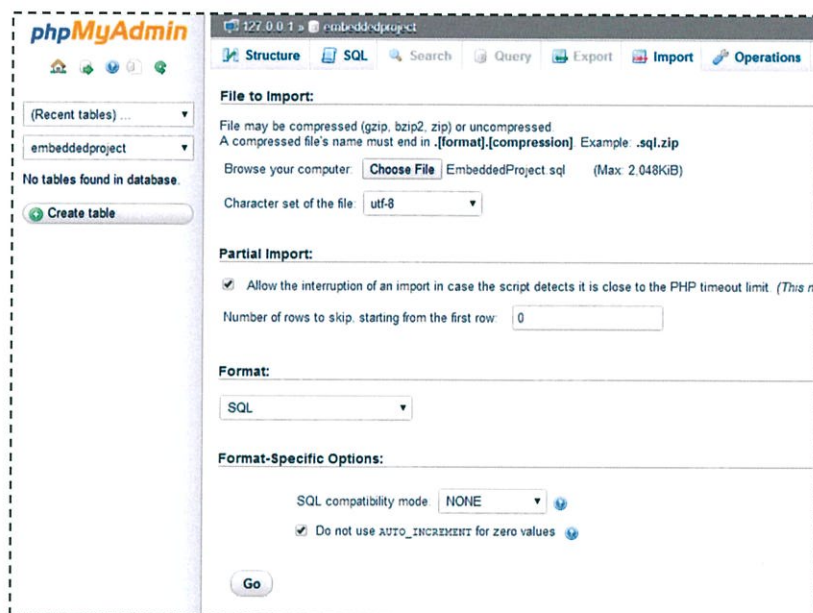 phpMyAdmin
127.0.0.1 » embeddedproject
Structure SQL Search Query Export Import Operations
(Recent tables) ...
embeddedproject
No tables found in database.
Create table
File to Import:
File may be compressed (gzip, bzip2, zip) or uncompressed.
A compressed file's name must end in .[format].[compression]. Example: .sql.zip
Browse your computer: Choose File EmbeddedProject.sql (Max: 2,048KiB)
Character set of the file: utf-8
Partial Import:
Allow the interruption of an import in case the script detects it is close to the PHP timeout limit. (This
Number of rows to skip, starting from the first row: 0
Format:
SQL
Format-Specific Options:
SQL compatibility mode: NONE
Do not use AUTO_INCREMENT for zero values
Go